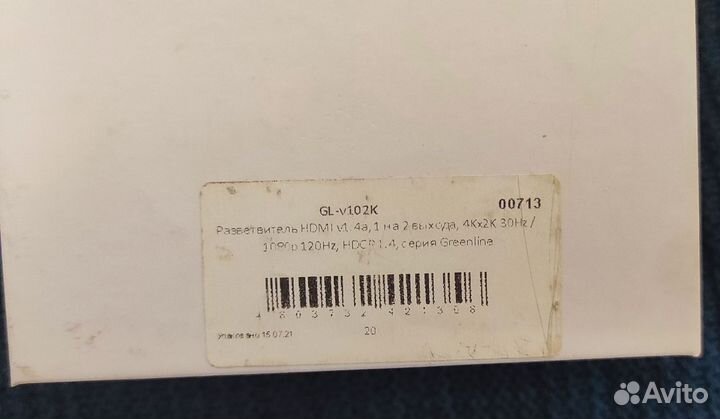 GL-v102K 00713
Разветвитель HDMI v1.4a, 1 на 2 выхода, 4Kx2K 30Hz /
1080p 120Hz, HDCP 1.4, серия Greenline
Упаковано 15.07.21 20
Avito